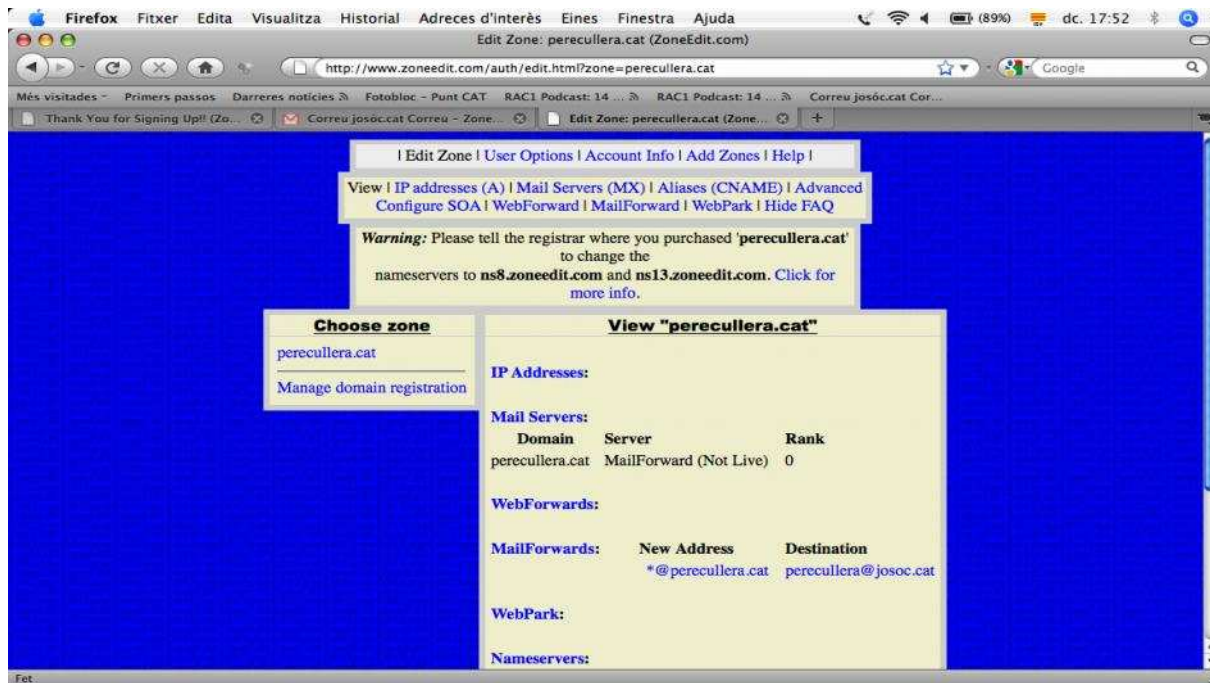 Firefox Fitxer Edita Visualitza Historial Adreces d'interès Eines Finestra Ajuda (89%) dc. 17:52
Edit Zone: perecullera.cat (ZoneEdit.com)
http://www.zoneedit.com/auth/edit.html?zone=perecullera.cat Google
Més visitades Primers passos Darreres notícies Fotobloc - Punt CAT RAC1 Podcast: 14 ... RAC1 Podcast: 14 ... Correu josóc.cat Cor...
Thank You for Signing Up!! (Zo... Correu josóc.cat Correu - Zone... Edit Zone: perecullera.cat (Zone... +
| Edit Zone | User Options | Account Info | Add Zones | Help |
View | IP addresses (A) | Mail Servers (MX) | Aliases (CNAME) | Advanced
Configure SOA | WebForward | MailForward | WebPark | Hide FAQ
Warning: Please tell the registrar where you purchased 'perecullera.cat'
to change the
nameservers to ns8.zoneedit.com and ns13.zoneedit.com. Click for
more info.
Choose zone
perecullera.cat
Manage domain registration
View "perecullera.cat"
IP Addresses:
Mail Servers:
Domain Server Rank
perecullera.cat MailForward (Not Live) 0
WebForwards:
MailForwards: New Address Destination
*@perecullera.cat perecullera@josoc.cat
WebPark:
Nameservers:
Fet